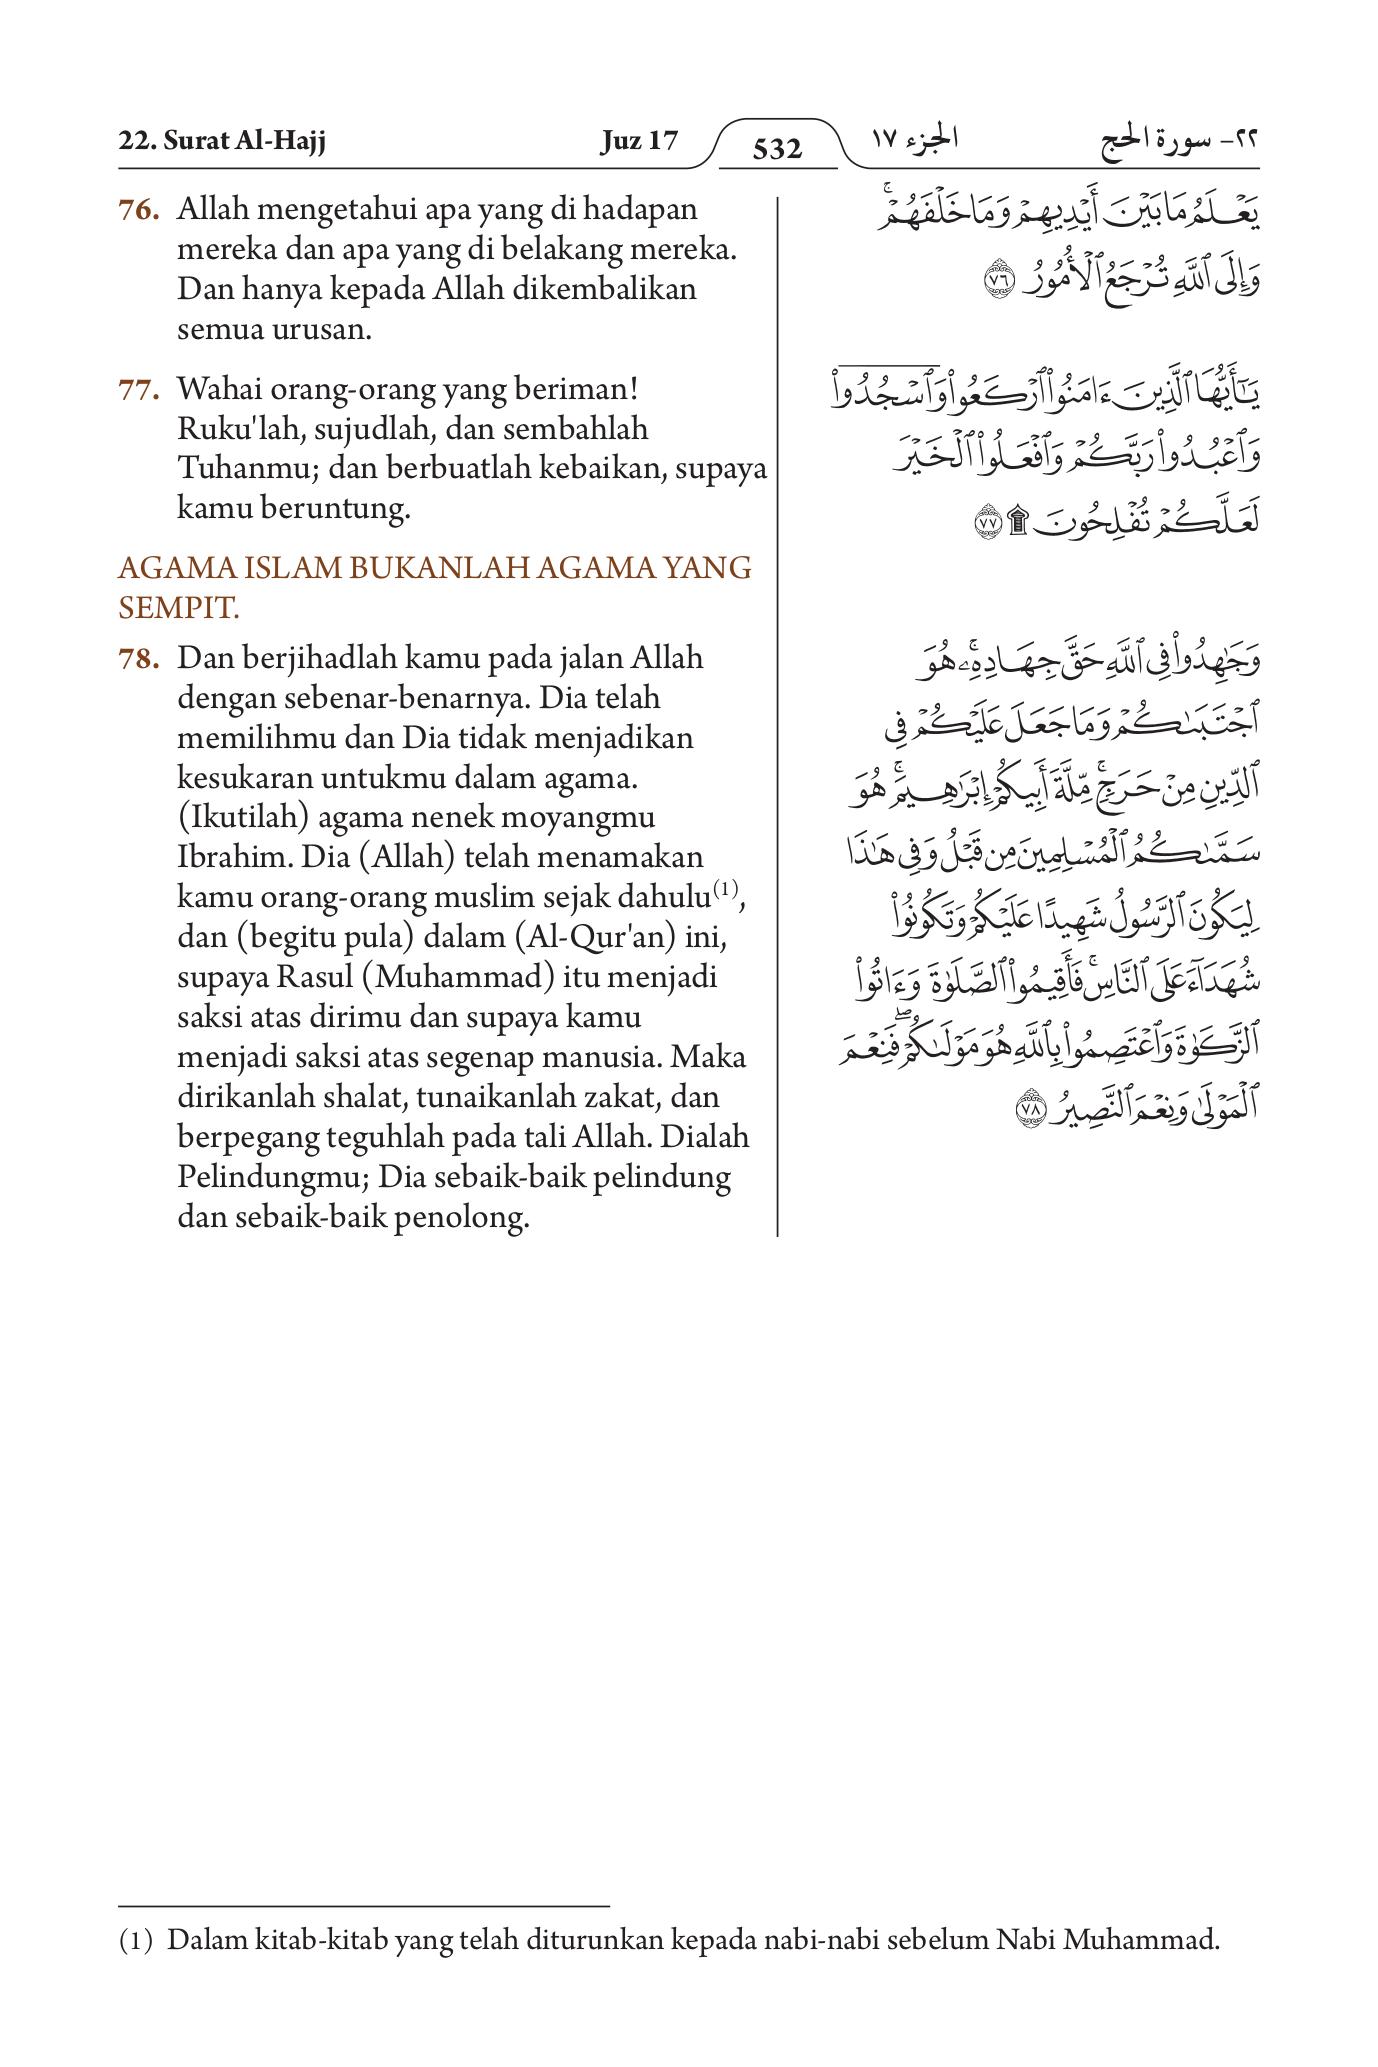 22. Surat Al-Hajj
Juz 17
532
الجزء ١٧
٢٢- سورة الحج
76. Allah mengetahui apa yang di hadapan
mereka dan apa yang di belakang mereka.
Dan hanya kepada Allah dikembalikan
semua urusan.
77. Wahai orang-orang yang beriman!
Ruku'lah, sujudlah, dan sembahlah
Tuhanmu; dan berbuatlah kebaikan, supaya
kamu beruntung.
AGAMA ISLAM BUKANLAH AGAMA YANG
SEMPIT.
78. Dan berjihadlah kamu pada jalan Allah
dengan sebenar-benarnya. Dia telah
memilihmu dan Dia tidak menjadikan
kesukaran untukmu dalam agama.
(Ikutilah) agama nenek moyangmu
Ibrahim. Dia (Allah) telah menamakan
kamu orang-orang muslim sejak dahulu(1),
dan (begitu pula) dalam (Al-Qur'an) ini,
supaya Rasul (Muhammad) itu menjadi
saksi atas dirimu dan supaya kamu
menjadi saksi atas segenap manusia. Maka
dirikanlah shalat, tunaikanlah zakat, dan
berpegang teguhlah pada tali Allah. Dialah
Pelindungmu; Dia sebaik-baik pelindung
dan sebaik-baik penolong.
يَعْلَمُ مَا بَيْنَ أَيْدِيهِمْ وَمَا خَلْفَهُمْۚ
وَإِلَى ٱللَّهِ تُرْجَعُ ٱلْأُمُورُ ٧٦
يَـٰٓأَيُّهَا ٱلَّذِينَ ءَامَنُوا۟ ٱرْكَعُوا۟ وَٱسْجُدُوا۟
وَٱعْبُدُوا۟ رَبَّكُمْ وَٱفْعَلُوا۟ ٱلْخَيْرَ
لَعَلَّكُمْ تُفْلِحُونَ ۩ ٧٧
وَجَـٰهِدُوا۟ فِى ٱللَّهِ حَقَّ جِهَادِهِۦۚ هُوَ
ٱجْتَبَىٰكُمْ وَمَا جَعَلَ عَلَيْكُمْ فِى
ٱلدِّينِ مِنْ حَرَجٍۚ مِّلَّةَ أَبِيكُمْ إِبْرَٰهِيمَۚ هُوَ
سَمَّىٰكُمُ ٱلْمُسْلِمِينَ مِن قَبْلُ وَفِى هَـٰذَا
لِيَكُونَ ٱلرَّسُولُ شَهِيدًا عَلَيْكُمْ وَتَكُونُوا۟
شُهَدَآءَ عَلَى ٱلنَّاسِۚ فَأَقِيمُوا۟ ٱلصَّلَوٰةَ وَءَاتُوا۟
ٱلزَّكَوٰةَ وَٱعْتَصِمُوا۟ بِٱللَّهِ هُوَ مَوْلَىٰكُمْۖ فَنِعْمَ
ٱلْمَوْلَىٰ وَنِعْمَ ٱلنَّصِيرُ ٧٨
(1) Dalam kitab-kitab yang telah diturunkan kepada nabi-nabi sebelum Nabi Muhammad.